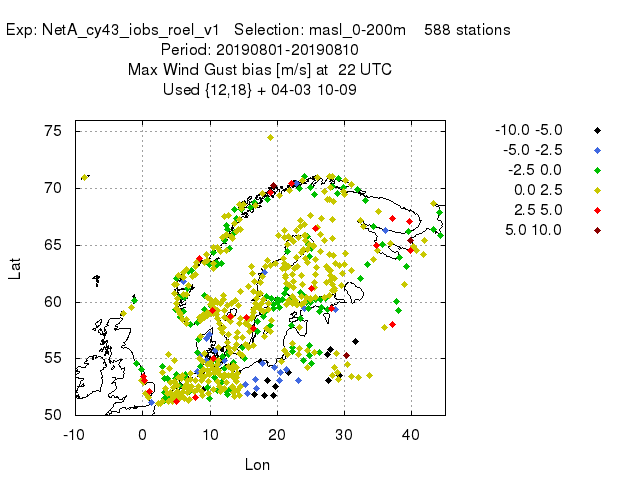 Exp: NetA_cy43_iobs_roel_v1 Selection: masl_0-200m 588 stations
Period: 20190801-20190810
Max Wind Gust bias [m/s] at 22 UTC
Used {12,18} + 04-03 10-09
75
70
65
60
55
50
-10 0 10 20 30 40
Lat
Lon
-10.0 -5.0
-5.0 -2.5
-2.5 0.0
0.0 2.5
2.5 5.0
5.0 10.0